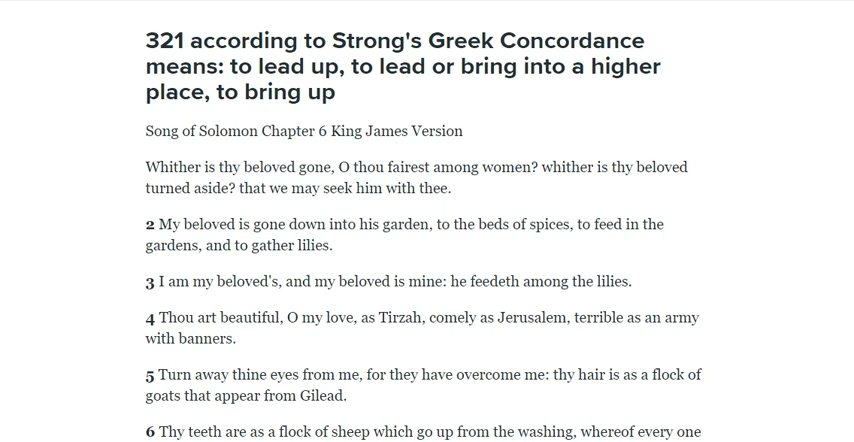 321 according to Strong's Greek Concordance
means: to lead up, to lead or bring into a higher
place, to bring up
Song of Solomon Chapter 6 King James Version
Whither is thy beloved gone, O thou fairest among women? whither is thy beloved
turned aside? that we may seek him with thee.
2 My beloved is gone down into his garden, to the beds of spices, to feed in the
gardens, and to gather lilies.
3 I am my beloved's, and my beloved is mine: he feedeth among the lilies.
4 Thou art beautiful, O my love, as Tirzah, comely as Jerusalem, terrible as an army
with banners.
5 Turn away thine eyes from me, for they have overcome me: thy hair is as a flock of
goats that appear from Gilead.
6 Thy teeth are as a flock of sheep which go up from the washing, whereof every one